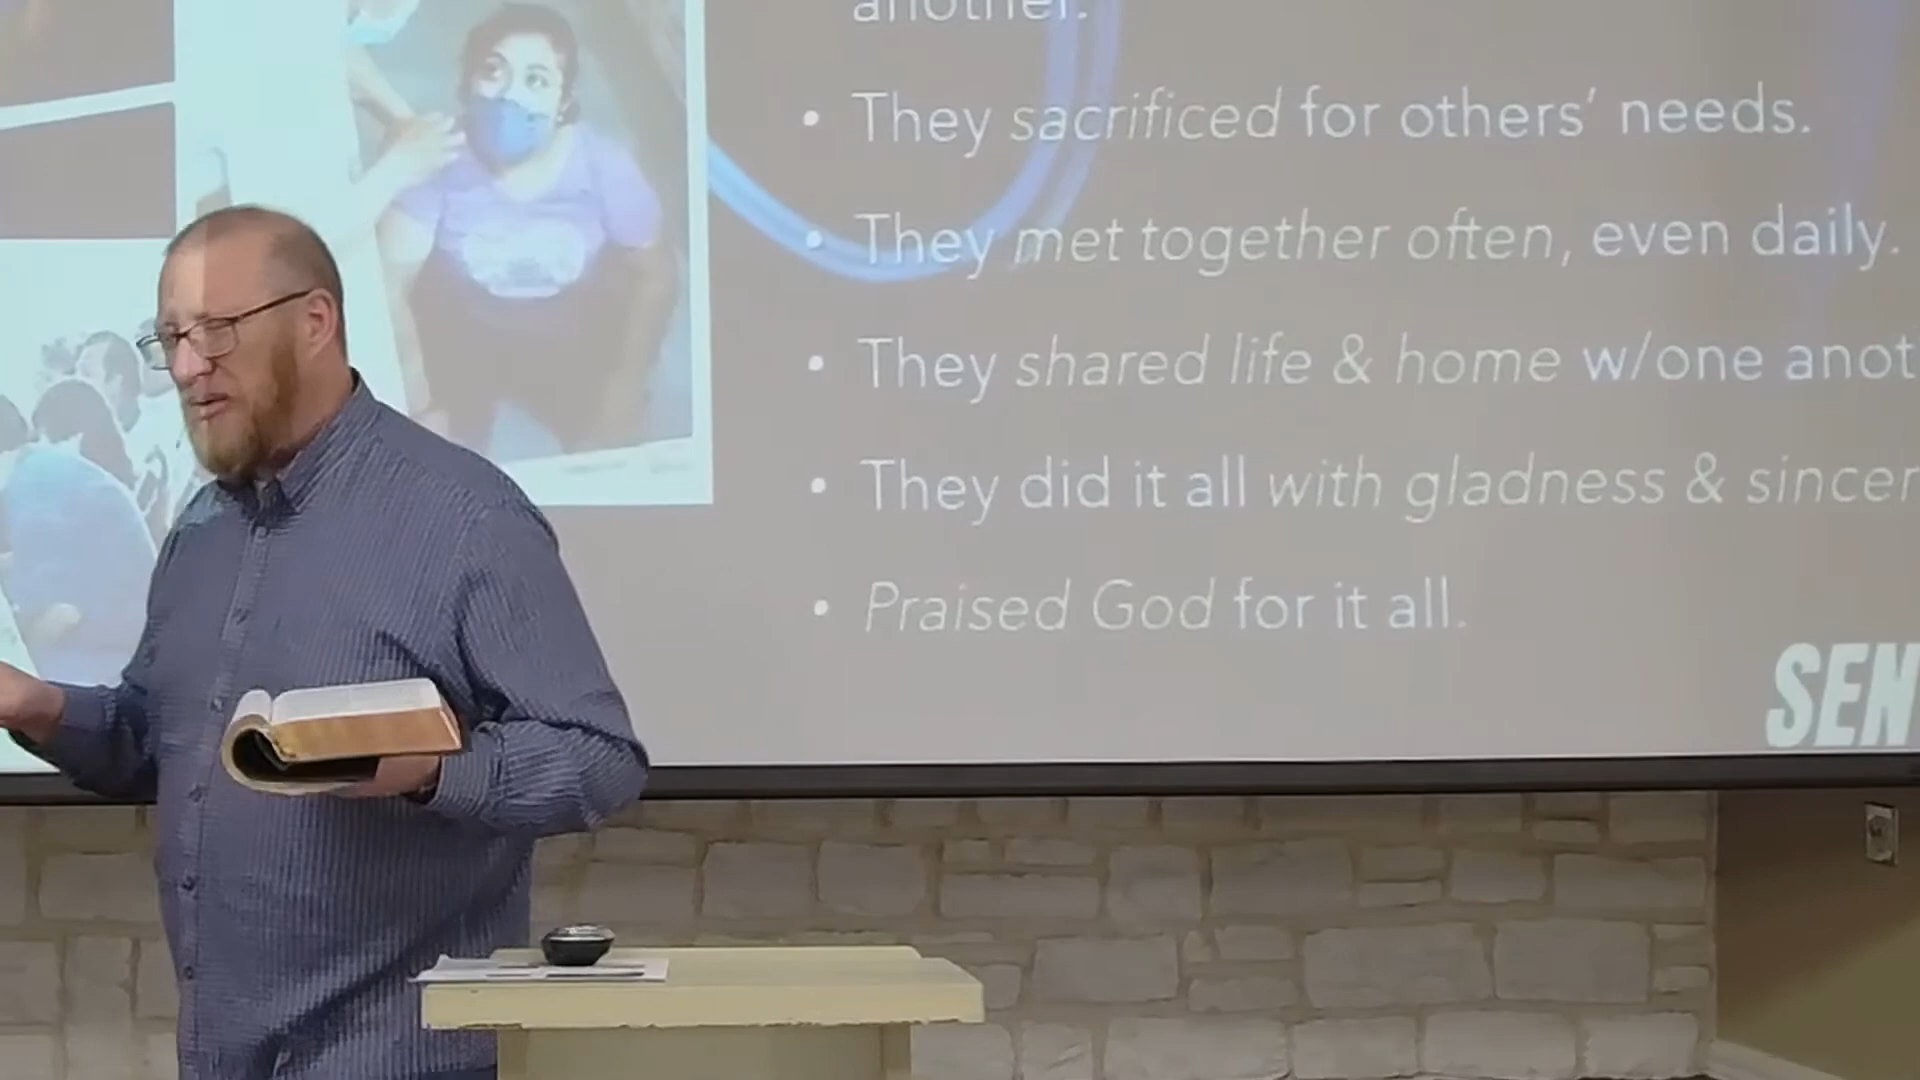 another.
• They sacrificed for others’ needs.
• They met together often, even daily.
• They shared life & home w/one anot
• They did it all with gladness & sincer
• Praised God for it all.
SEN